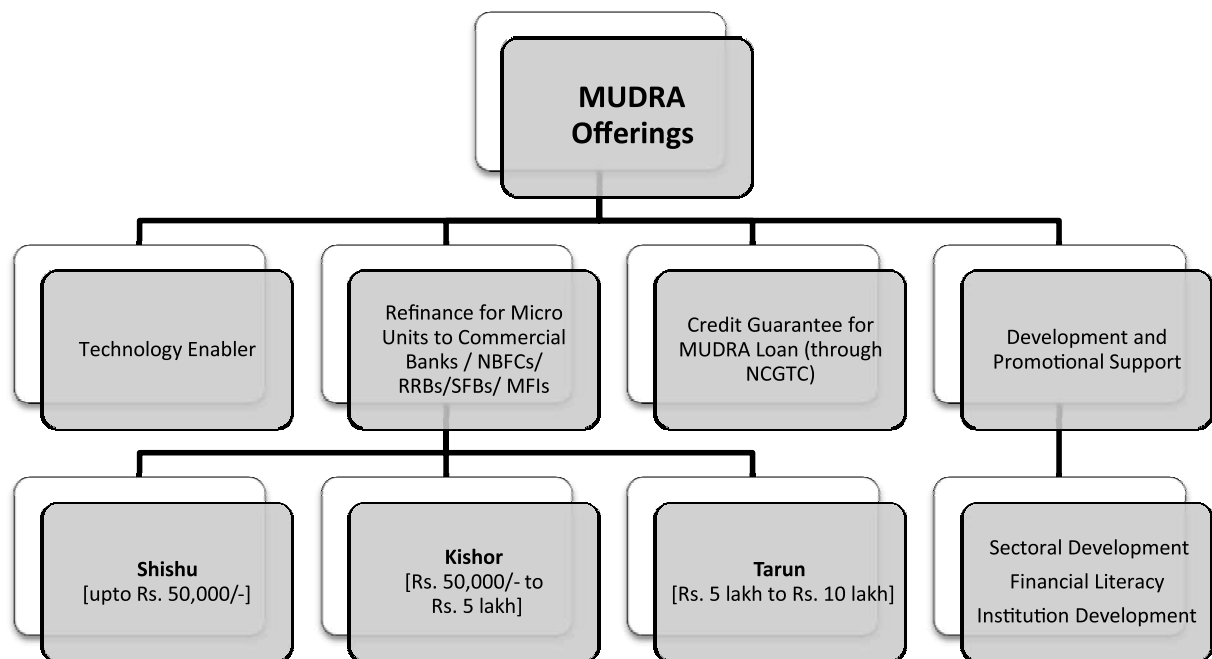 MUDRA
Offerings
Technology Enabler
Refinance for Micro
Units to Commercial
Banks / NBFCs/
RRBs/SFBs/ MFIs
Credit Guarantee for
MUDRA Loan (through
NCGTC)
Development and
Promotional Support
Shishu
[upto Rs. 50,000/-]
Kishor
[Rs. 50,000/- to
Rs. 5 lakh]
Tarun
[Rs. 5 lakh to Rs. 10 lakh]
Sectoral Development
Financial Literacy
Institution Development